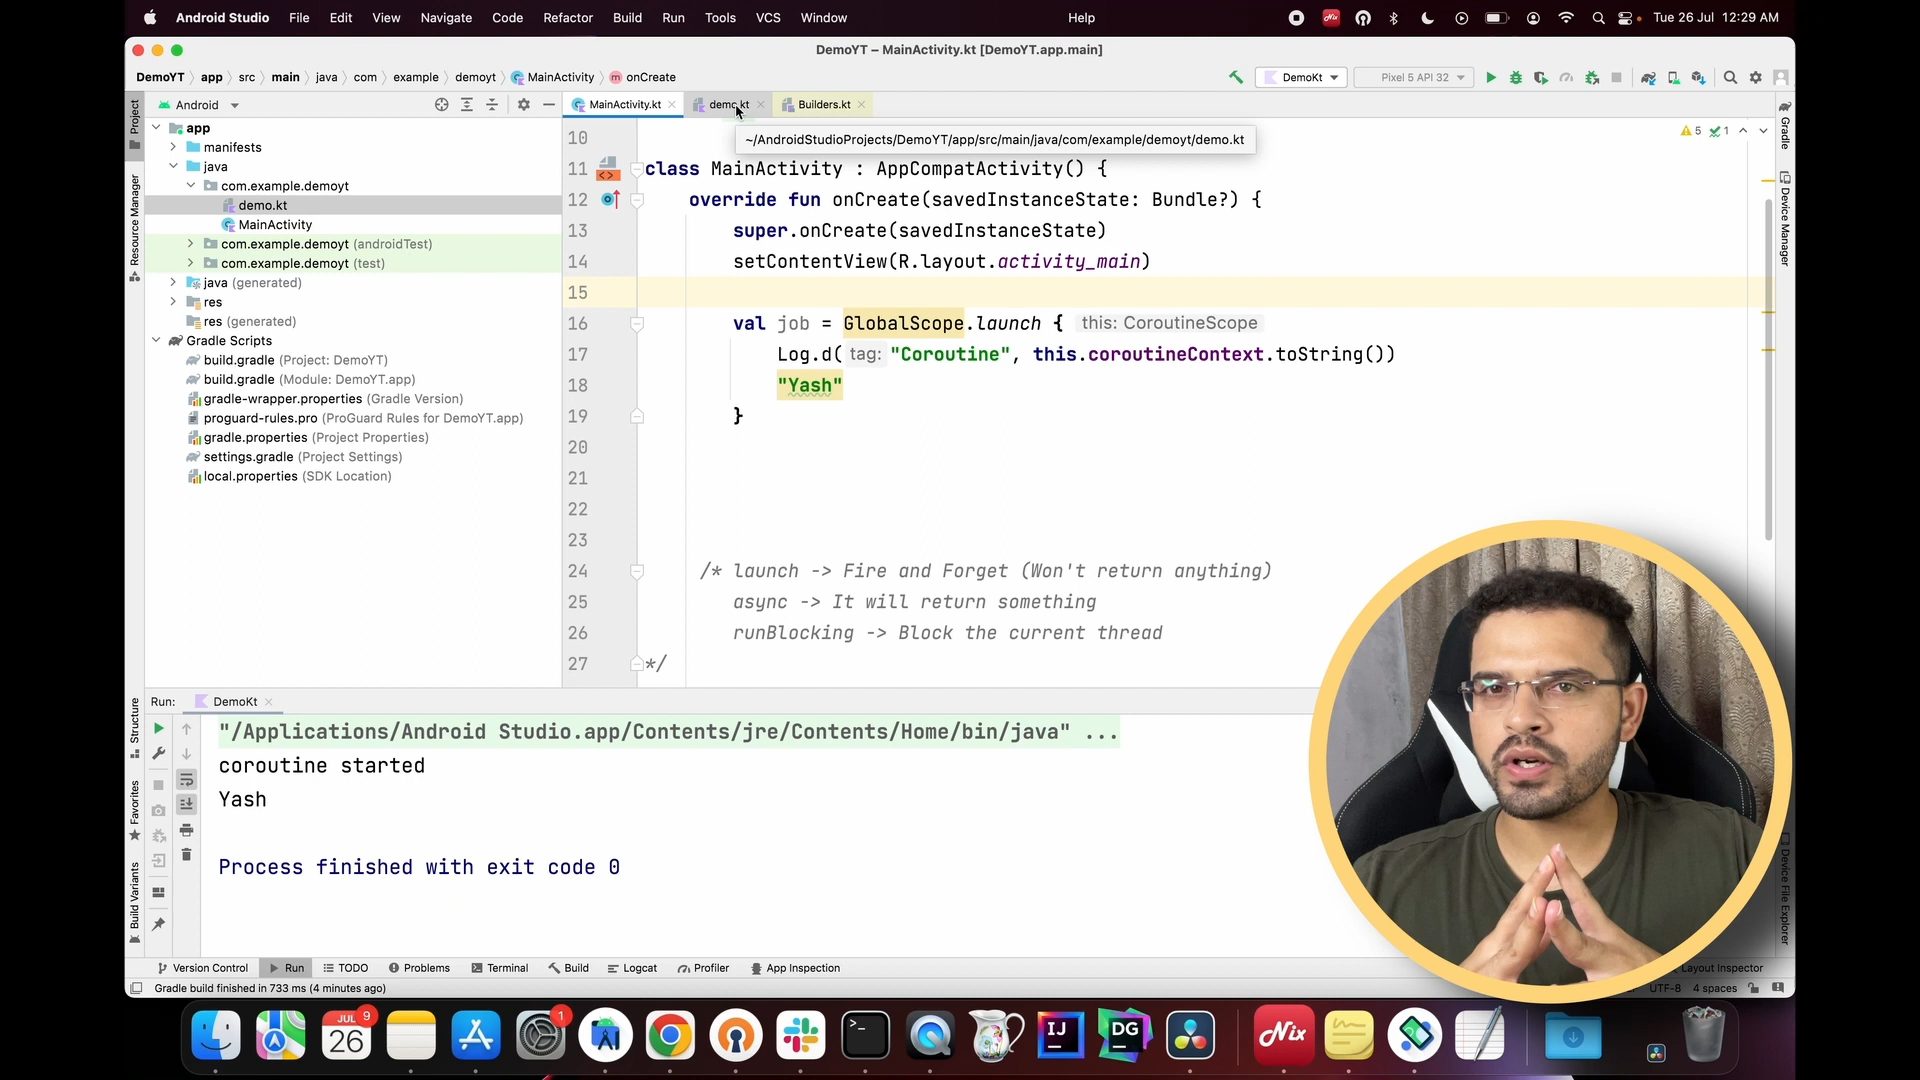 Android Studio File Edit View Navigate Code Refactor Build Run Tools VCS Window Help Nix Tue 26 Jul 12:29 AM
DemoYT – MainActivity.kt [DemoYT.app.main]
DemoYT app src main java com example demoyt MainActivity onCreate DemoKt Pixel 5 API 32
Project
Android
MainActivity.kt demo.kt Builders.kt
~/AndroidStudioProjects/DemoYT/app/src/main/java/com/example/demoyt/demo.kt
5 1
Gradle
Device Manager
Resource Manager
app
manifests
java
com.example.demoyt
demo.kt
MainActivity
com.example.demoyt (androidTest)
com.example.demoyt (test)
java (generated)
res
res (generated)
Gradle Scripts
build.gradle (Project: DemoYT)
build.gradle (Module: DemoYT.app)
gradle-wrapper.properties (Gradle Version)
proguard-rules.pro (ProGuard Rules for DemoYT.app)
gradle.properties (Project Properties)
settings.gradle (Project Settings)
local.properties (SDK Location)
10
11 class MainActivity : AppCompatActivity() {
12 override fun onCreate(savedInstanceState: Bundle?) {
13 super.onCreate(savedInstanceState)
14 setContentView(R.layout.activity_main)
15
16 val job = GlobalScope.launch { this: CoroutineScope
17 Log.d( tag: "Coroutine", this.coroutineContext.toString())
18 "Yash"
19 }
20
21
22
23
24 /* launch -> Fire and Forget (Won't return anything)
25 async -> It will return something
26 runBlocking -> Block the current thread
27 */
Structure
Favorites
Build Variants
Run: DemoKt
"/Applications/Android Studio.app/Contents/jre/Contents/Home/bin/java" ...
coroutine started
Yash
Process finished with exit code 0
Device File Explorer
Version Control Run TODO Problems Terminal Build Logcat Profiler App Inspection Layout Inspector
Gradle build finished in 733 ms (4 minutes ago) UTF-8 4 spaces
JUL 9
26
1
>_
IJ
DG
Nix